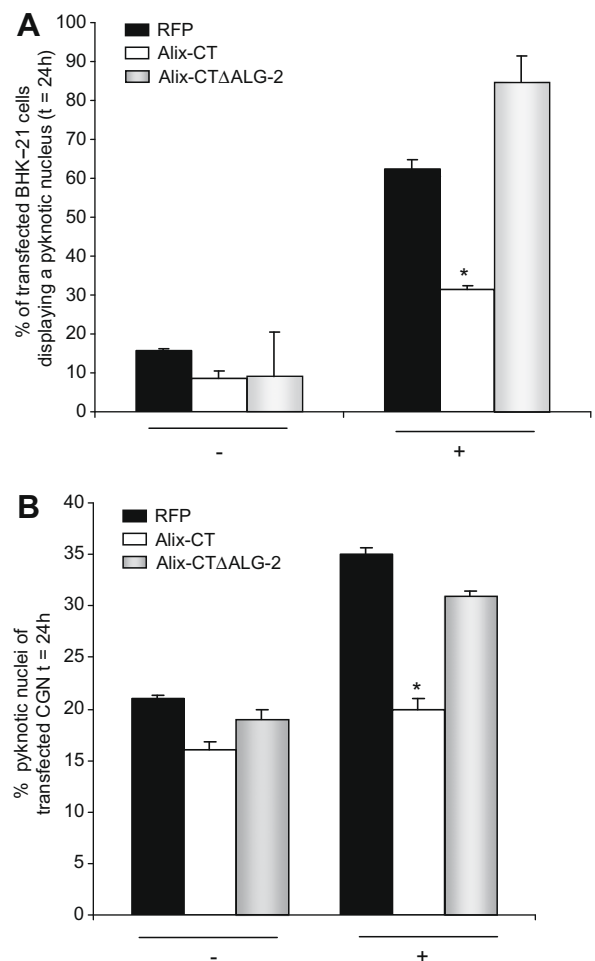 A
% of transfected BHK–21 cells
displaying a pyknotic nucleus (t = 24h)
100
90
80
70
60
50
40
30
20
10
0
RFP
Alix-CT
Alix-CTΔALG-2
*
-
+
B
% pyknotic nuclei of
transfected CGN t = 24h
40
35
30
25
20
15
10
5
0
RFP
Alix-CT
Alix-CTΔALG-2
*
-
+